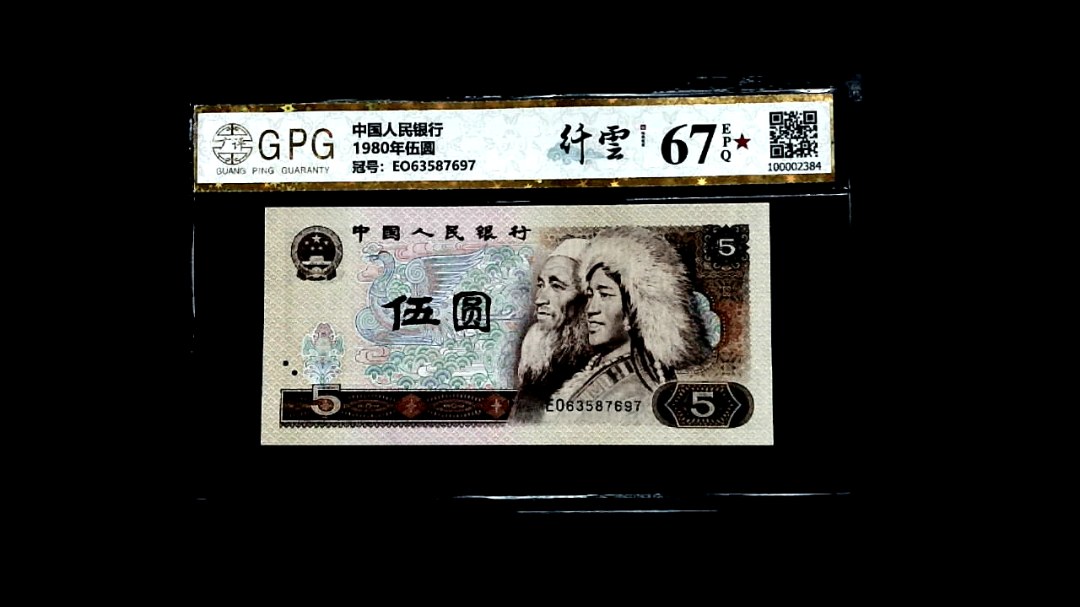 GPG
GUANG PING GUARANTY
中国人民银行
1980年伍圆
冠号：EO63587697
纤雲
67
EPQ
100002384
中国人民银行
5
伍圆
5
EO63587697
5